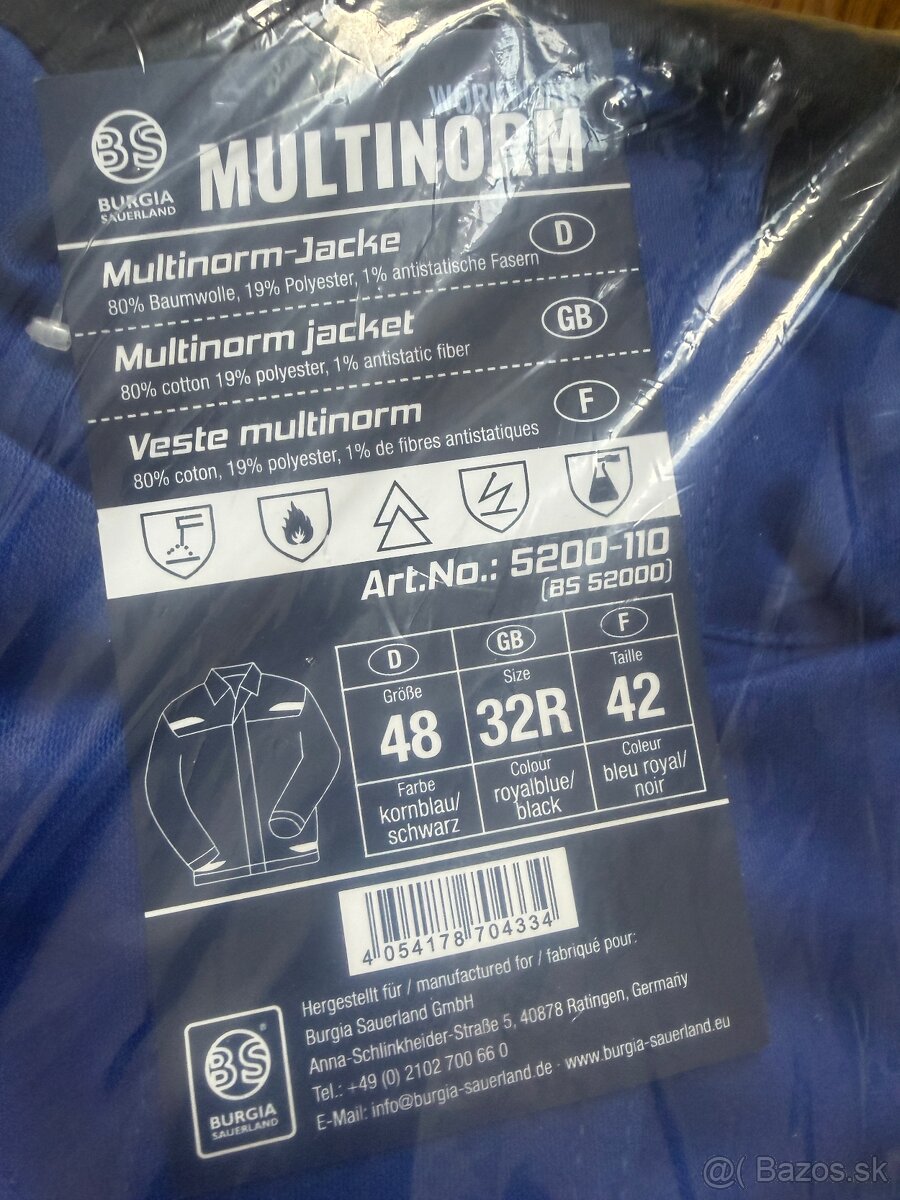 WORKWEAR
MULTINORM
BS
BURGIA
SAUERLAND
Multinorm-Jacke
D
80% Baumwolle, 19% Polyester, 1% antistatische Fasern
Multinorm jacket
GB
80% cotton 19% polyester, 1% antistatic fiber
Veste multinorm
F
80% coton, 19% polyester, 1% de fibres antistatiques
Art.No.: 5200-110
(BS 52000)
D GB F
Größe Size Taille
48 32R 42
Farbe Colour Coleur
kornblau/ royalblue/ bleu royal/
schwarz black noir
4 054178 704334
Hergestellt für / manufactured for / fabriqué pour:
Burgia Sauerland GmbH
Anna-Schlinkheider-Straße 5, 40878 Ratingen, Germany
Tel.: +49 (0) 2102 700 66 0
E-Mail: info@burgia-sauerland.de · www.burgia-sauerland.eu
BS®
BURGIA
SAUERLAND
@( Bazos.sk